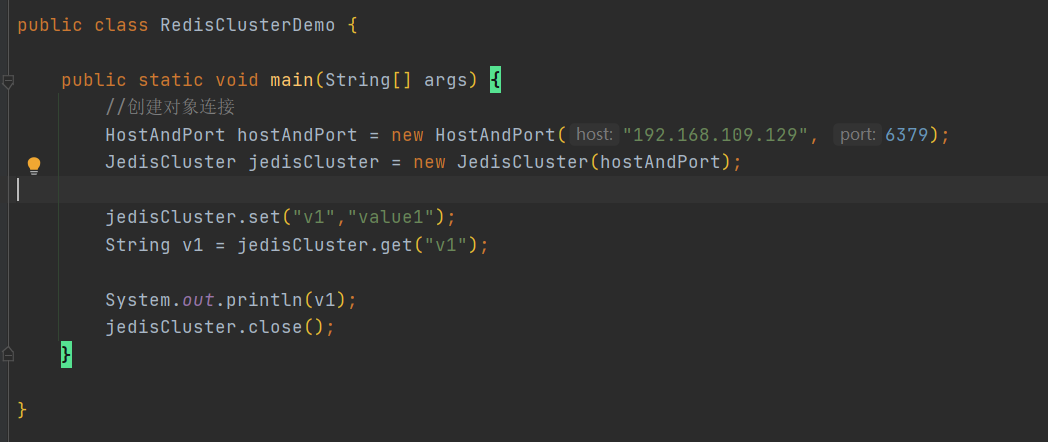 public class RedisClusterDemo {
public static void main(String[] args) {
//创建对象连接
HostAndPort hostAndPort = new HostAndPort( host: "192.168.109.129", port: 6379);
JedisCluster jedisCluster = new JedisCluster(hostAndPort);
jedisCluster.set("v1","value1");
String v1 = jedisCluster.get("v1");
System.out.println(v1);
jedisCluster.close();
}
}